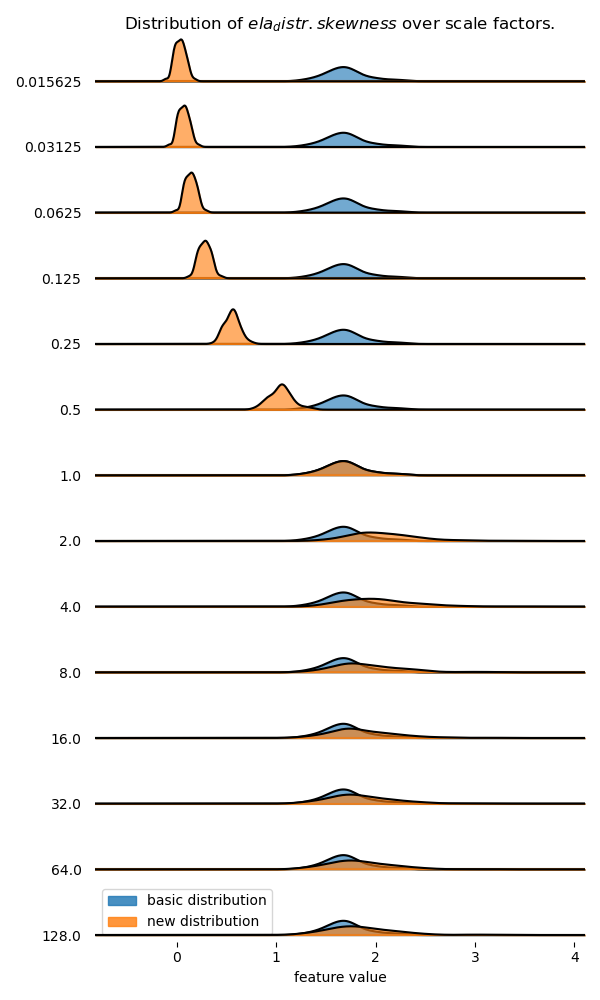 Distribution of ela_distr.skewness over scale factors.
0.015625
0.03125
0.0625
0.125
0.25
0.5
1.0
2.0
4.0
8.0
16.0
32.0
64.0
basic distribution
new distribution
128.0
0 1 2 3 4
feature value